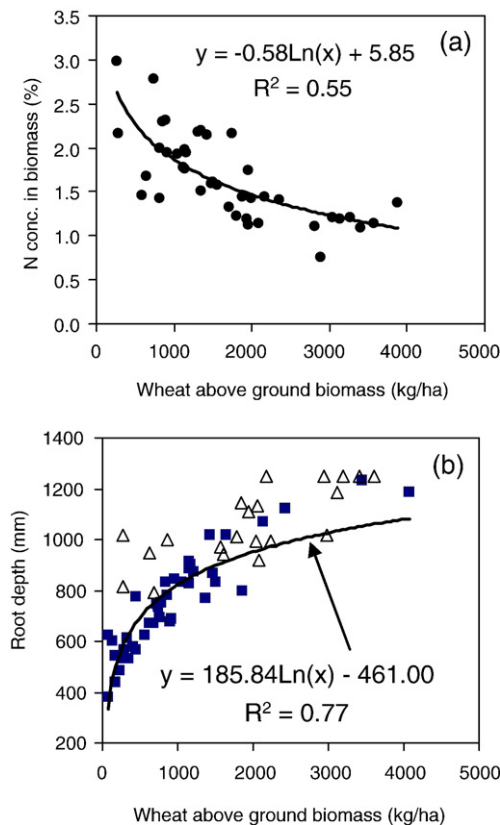 (a)
y = -0.58Ln(x) + 5.85
R² = 0.55
N conc. in biomass (%)
3.5
3.0
2.5
2.0
1.5
1.0
0.5
0.0
0 1000 2000 3000 4000 5000
Wheat above ground biomass (kg/ha)
(b)
Root depth (mm)
1400
1200
1000
800
600
400
200
y = 185.84Ln(x) - 461.00
R² = 0.77
0 1000 2000 3000 4000 5000
Wheat above ground biomass (kg/ha)